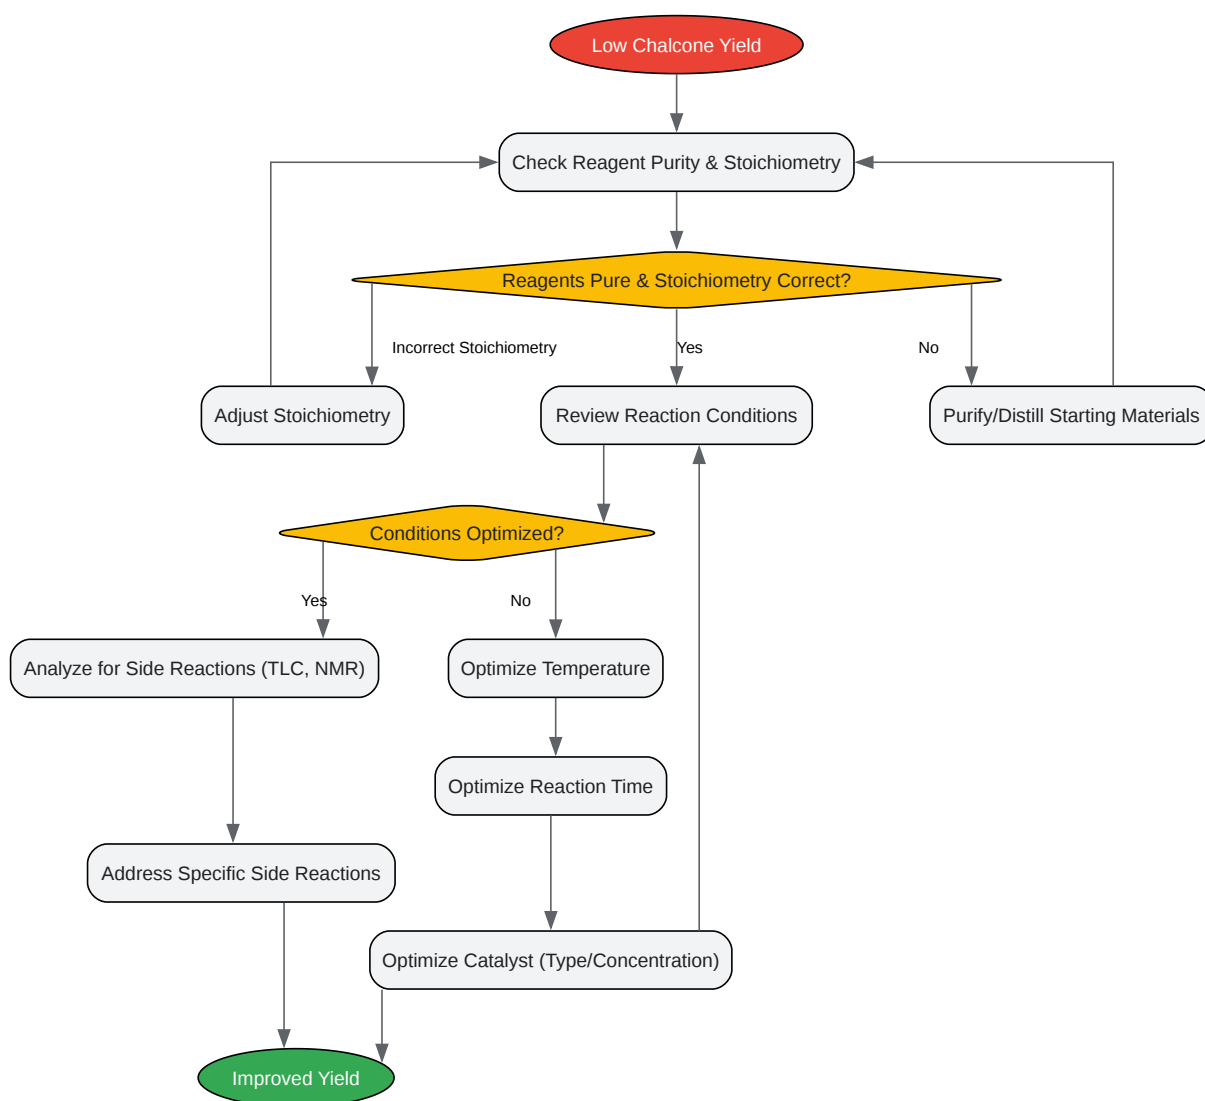 Low Chalcone Yield
Check Reagent Purity & Stoichiometry
Reagents Pure & Stoichiometry Correct?
Incorrect Stoichiometry
Yes
No
Adjust Stoichiometry
Review Reaction Conditions
Purify/Distill Starting Materials
Conditions Optimized?
Yes
No
Analyze for Side Reactions (TLC, NMR)
Optimize Temperature
Optimize Reaction Time
Address Specific Side Reactions
Optimize Catalyst (Type/Concentration)
Improved Yield